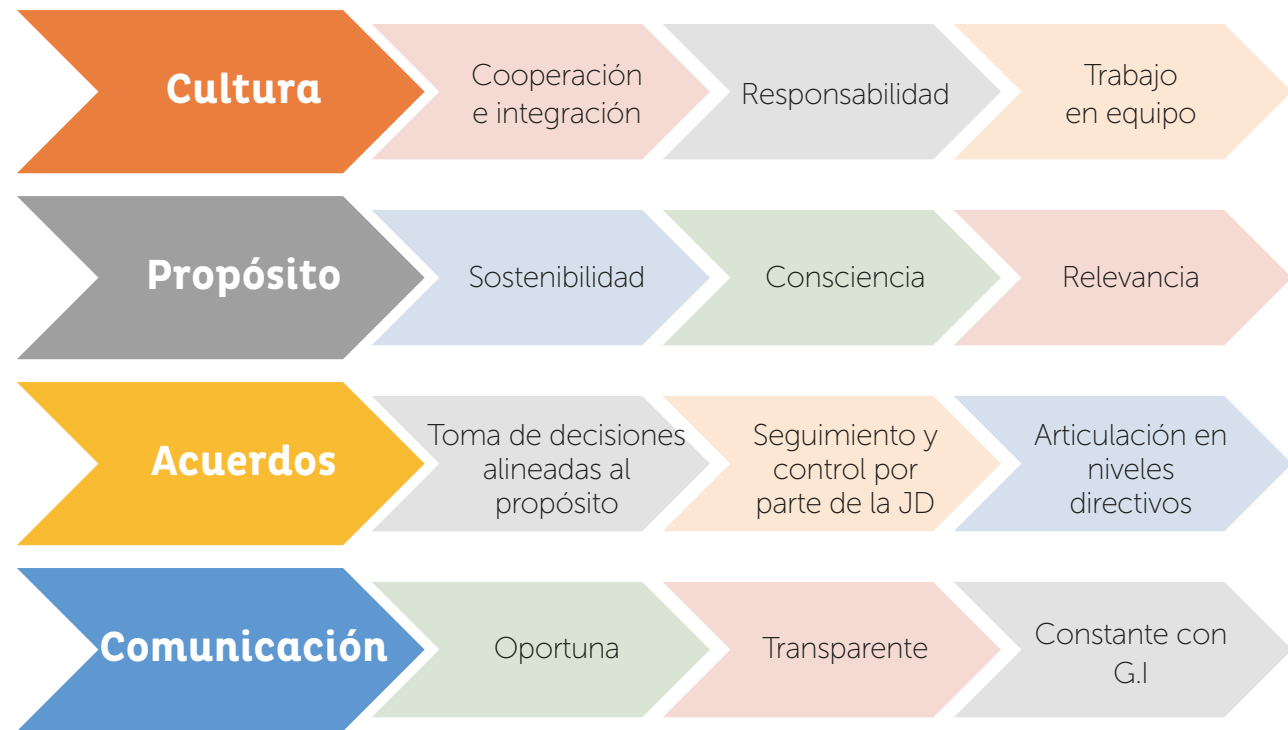 Cultura
Cooperación
e integración
Responsabilidad
Trabajo
en equipo
Propósito
Sostenibilidad
Consciencia
Relevancia
Acuerdos
Toma de decisiones
alineadas al
propósito
Seguimiento y
control por
parte de la JD
Articulación en
niveles
directivos
Comunicación
Oportuna
Transparente
Constante con
G.I